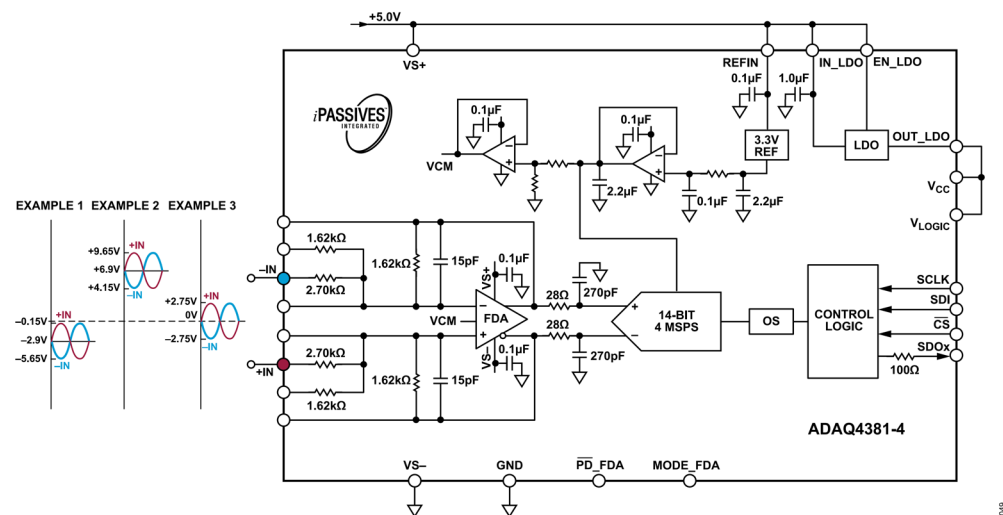 +5.0V
VS+
REFIN
IN_LDO
EN_LDO
0.1µF
1.0µF
iPASSIVES
INTEGRATED
0.1µF
0.1µF
VCM
3.3V
REF
LDO
OUT_LDO
2.2µF
0.1µF
2.2µF
VCC
VLOGIC
EXAMPLE 1
EXAMPLE 2
EXAMPLE 3
+9.65V
+IN
+6.9V
+4.15V
–IN
+2.75V
+IN
0V
–2.75V
–IN
–0.15V
+IN
–2.9V
–5.65V
–IN
–IN
1.62kΩ
2.70kΩ
1.62kΩ
15pF
VS+
0.1µF
28Ω
270pF
VCM
FDA
28Ω
270pF
VS–
0.1µF
+IN
2.70kΩ
1.62kΩ
1.62kΩ
15pF
14-BIT
4 MSPS
OS
CONTROL
LOGIC
SCLK
SDI
CS
SDOx
100Ω
ADAQ4381-4
VS–
GND
PD_FDA
MODE_FDA
049